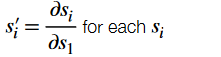 s′ᵢ = ∂sᵢ/∂s₁ for each sᵢ